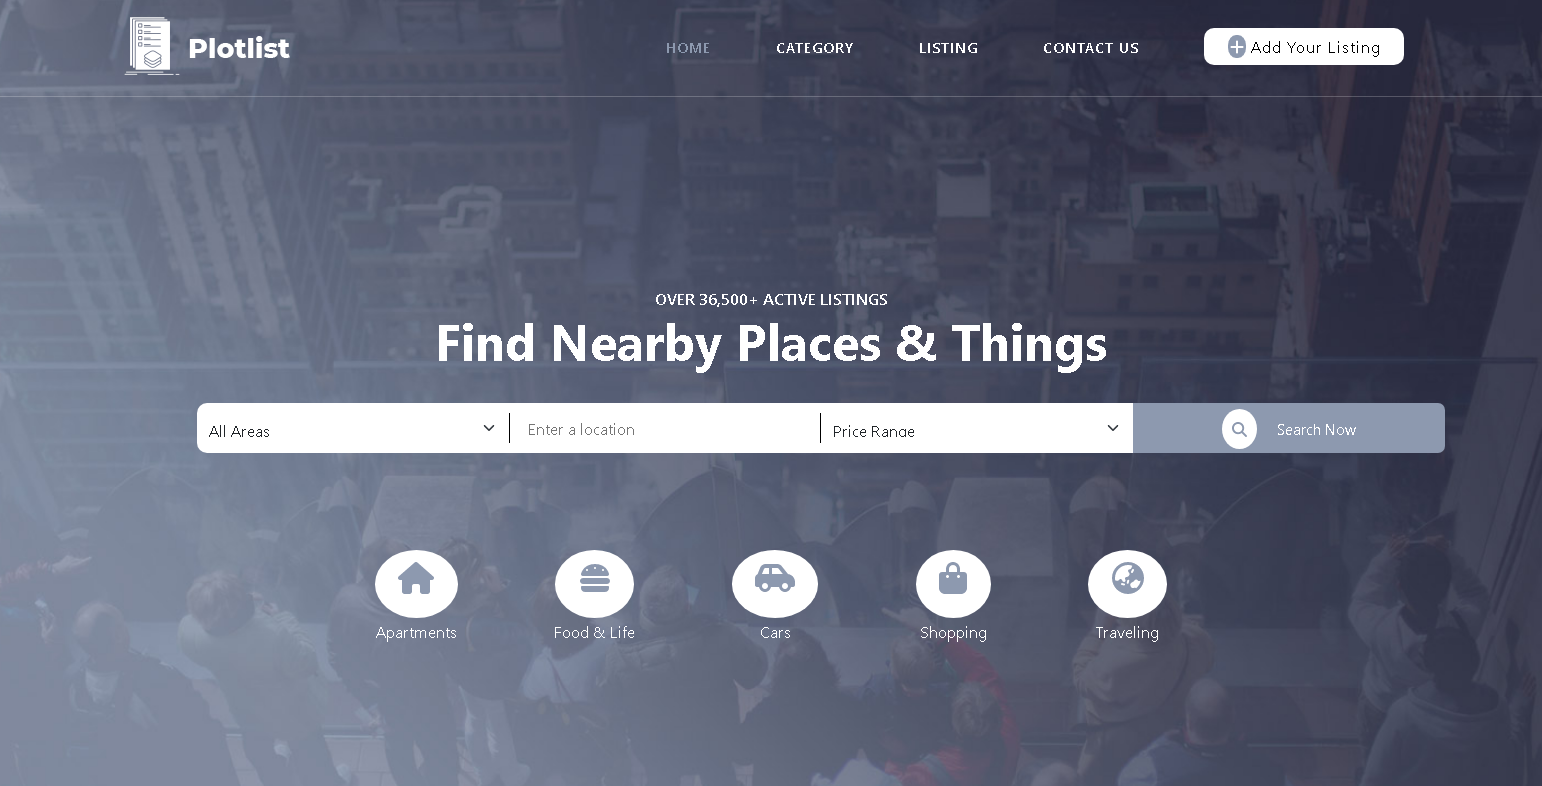 Plotlist
HOME CATEGORY LISTING CONTACT US Add Your Listing
OVER 36,500+ ACTIVE LISTINGS
Find Nearby Places & Things
All Areas Enter a location Price Range Search Now
Apartments Food & Life Cars Shopping Traveling